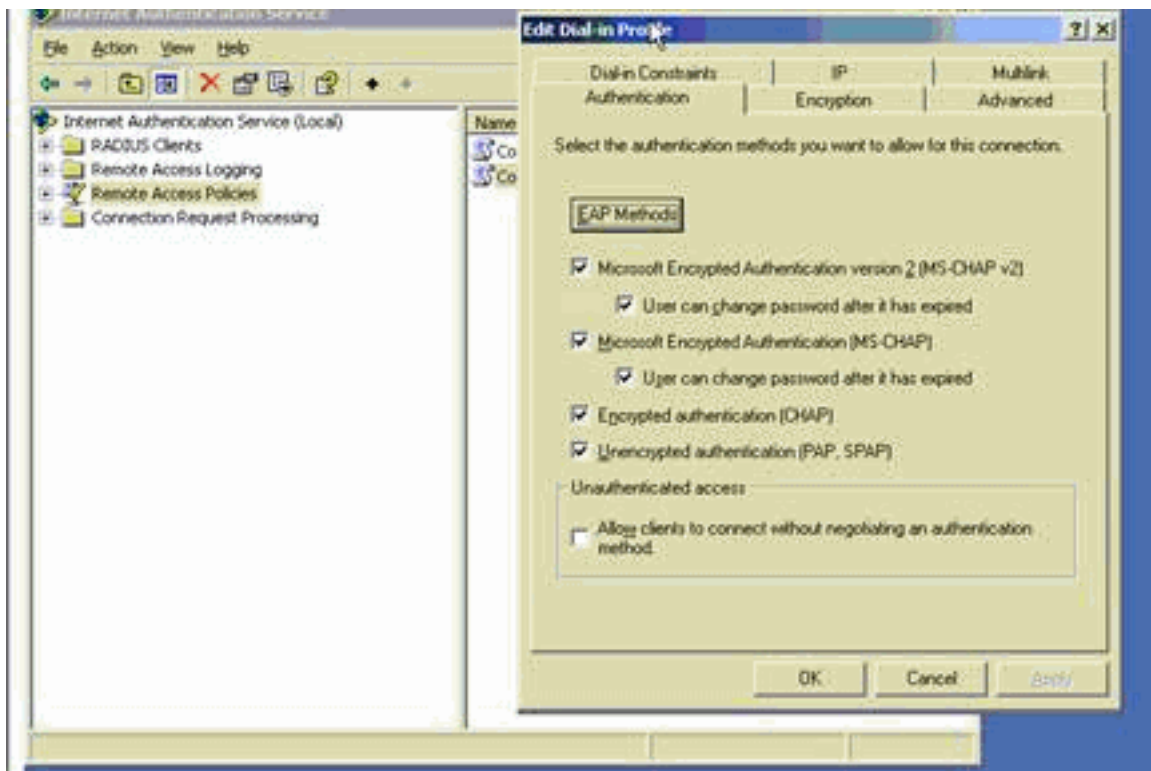 Internet Authentication Service
File Action View Help
Internet Authentication Service (Local)
RADIUS Clients
Remote Access Logging
Remote Access Policies
Connection Request Processing
Name
Co
Co
Edit Dial-in Profile
Dial-in Constraints IP Multilink
Authentication Encryption Advanced
Select the authentication methods you want to allow for this connection.
EAP Methods
Microsoft Encrypted Authentication version 2 (MS-CHAP v2)
User can change password after it has expired
Microsoft Encrypted Authentication (MS-CHAP)
User can change password after it has expired
Encrypted authentication (CHAP)
Unencrypted authentication (PAP, SPAP)
Unauthenticated access
Allow clients to connect without negotiating an authentication
method.
OK Cancel Apply